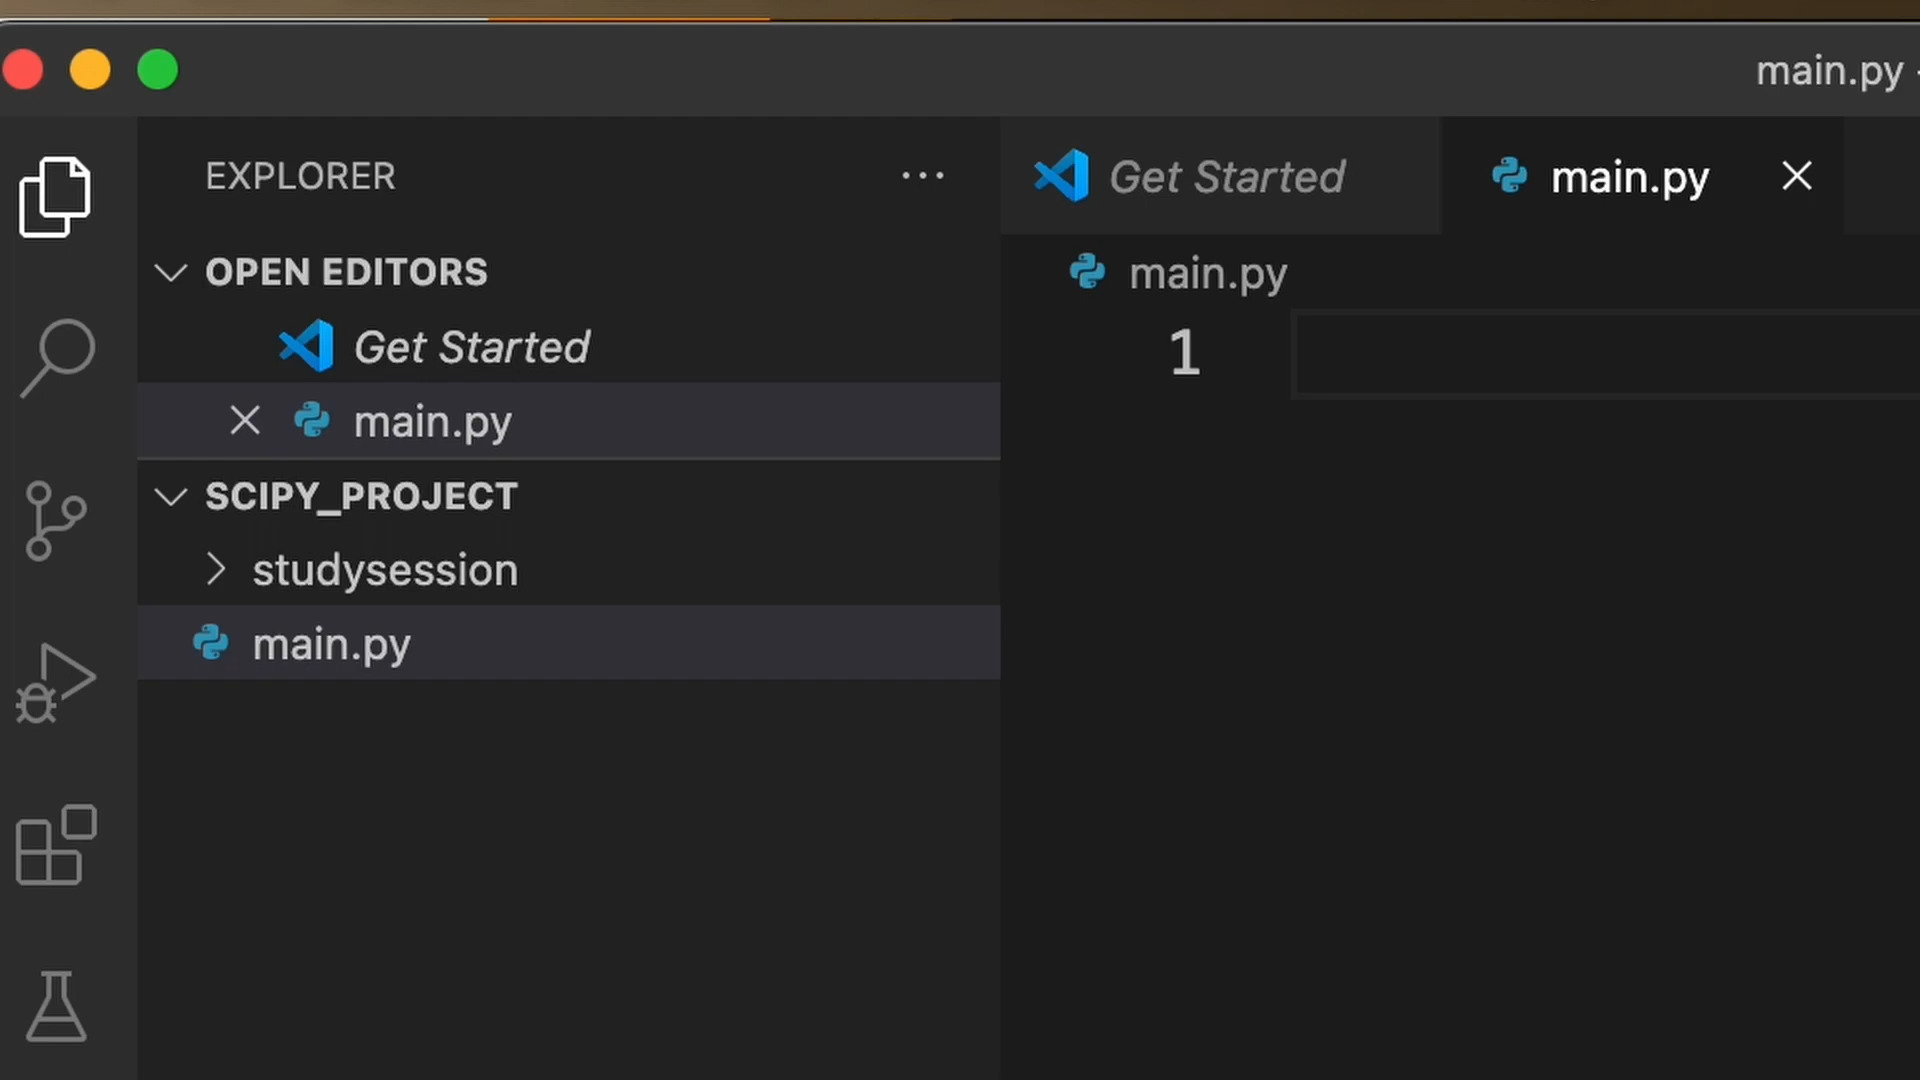 main.py -
EXPLORER
OPEN EDITORS
Get Started
main.py
SCIPY_PROJECT
studysession
main.py
Get Started
main.py
main.py
1